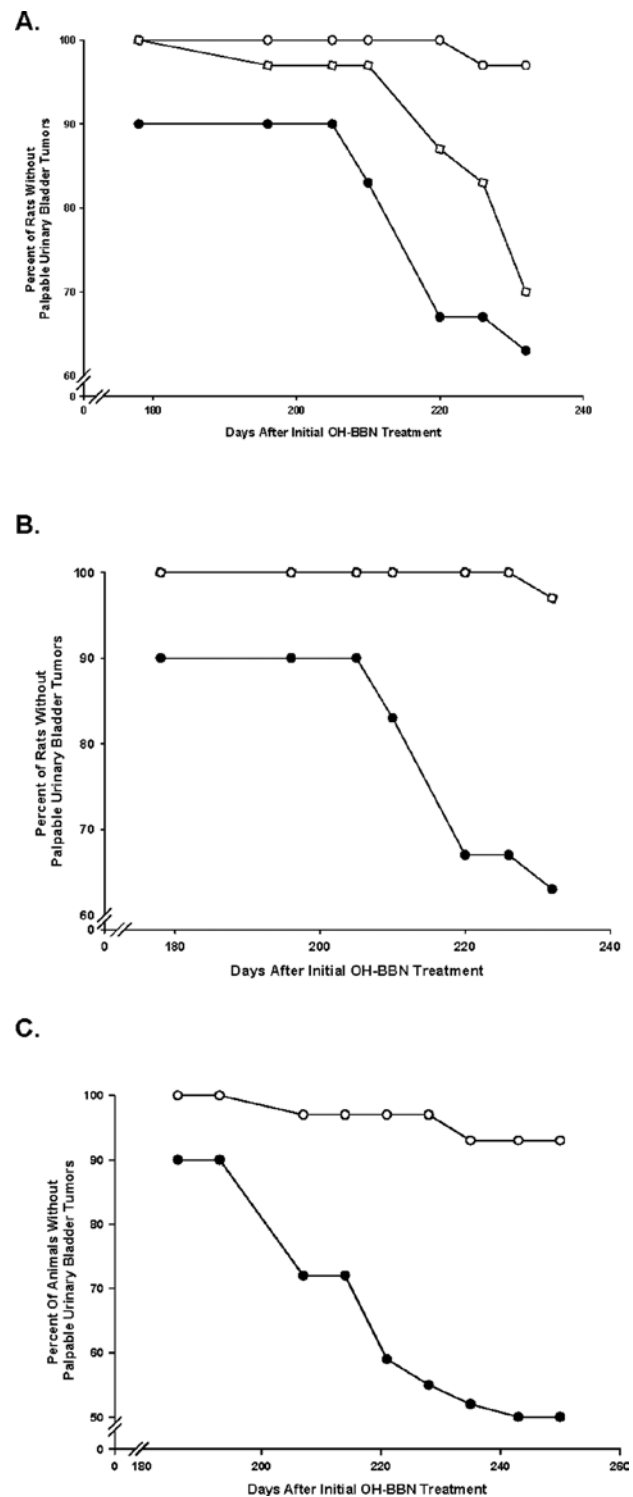 A.
100
90
80
70
60
0
Percent of Rats Without
Palpable Urinary Bladder Tumors
0 180 200 220 240
Days After Initial OH-BBN Treatment
B.
100
90
80
70
60
0
Percent of Rats Without
Palpable Urinary Bladder Tumors
0 180 200 220 240
Days After Initial OH-BBN Treatment
C.
100
90
80
70
60
50
0
Percent Of Animals Without
Palpable Urinary Bladder Tumors
0 180 200 220 240 260
Days After Initial OH-BBN Treatment